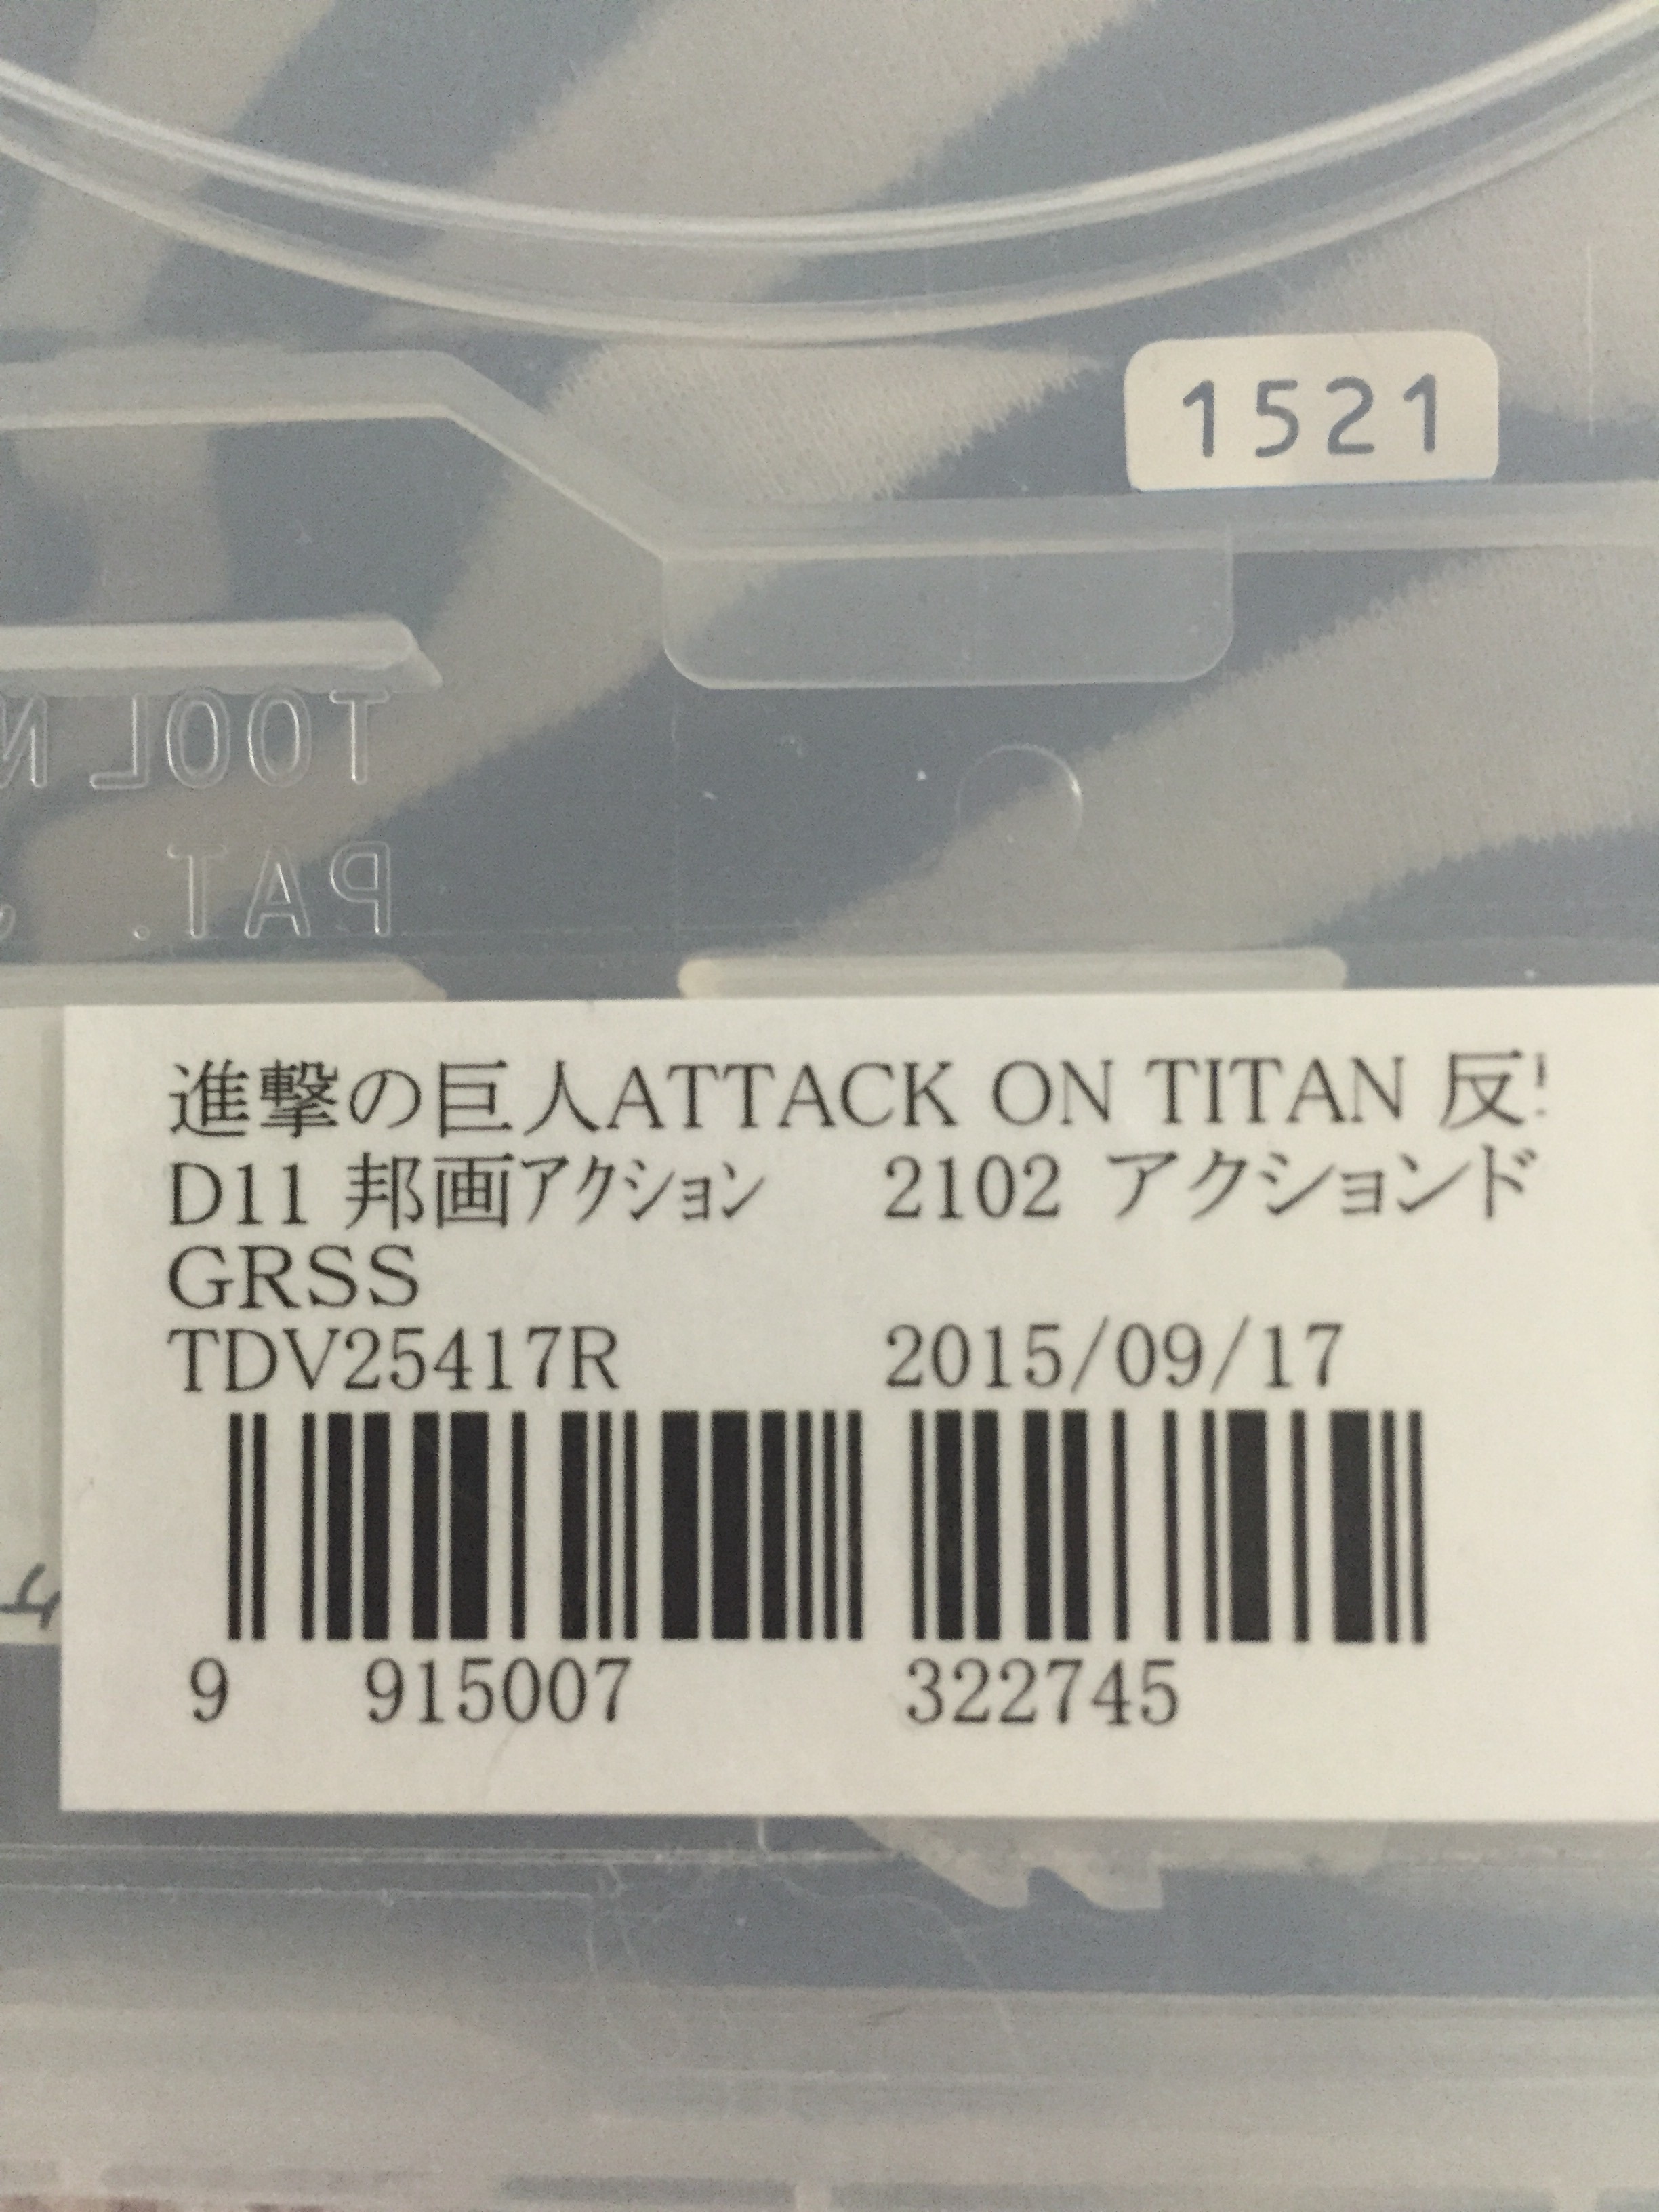 1521
TOOL N
PAT.
進撃の巨人ATTACK ON TITAN 反
D11 邦画アクション 2102 アクションド
GRSS
TDV25417R 2015/09/17
9 915007 322745